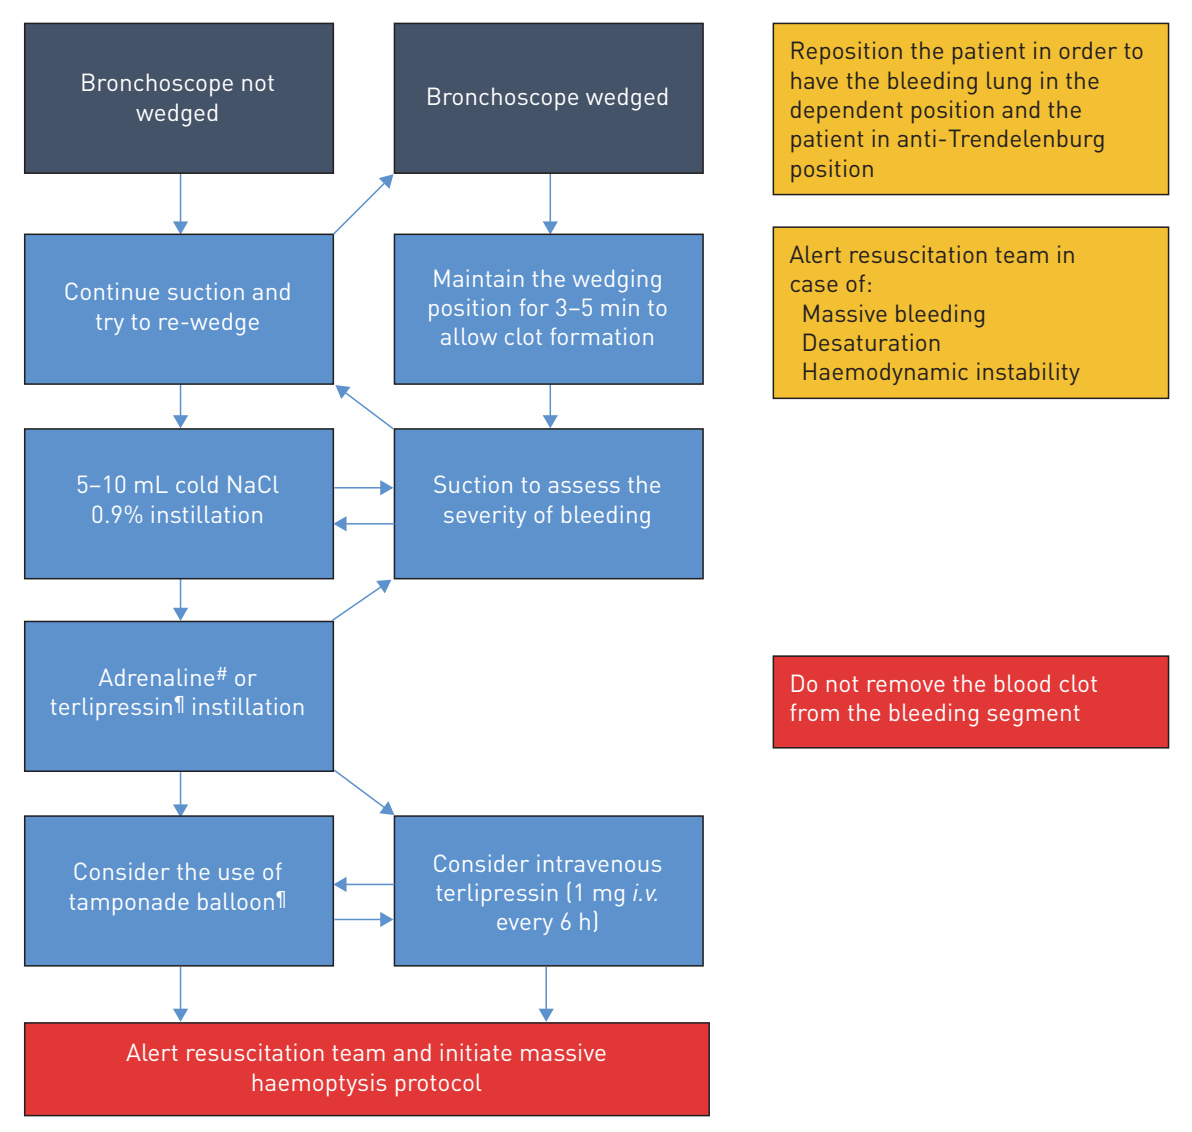 Bronchoscope not
wedged
Bronchoscope wedged
Reposition the patient in order to
have the bleeding lung in the
dependent position and the
patient in anti-Trendelenburg
position
Continue suction and
try to re-wedge
Maintain the wedging
position for 3–5 min to
allow clot formation
Alert resuscitation team in
case of:
Massive bleeding
Desaturation
Haemodynamic instability
5–10 mL cold NaCl
0.9% instillation
Suction to assess the
severity of bleeding
Adrenaline# or
terlipressin¶ instillation
Do not remove the blood clot
from the bleeding segment
Consider the use of
tamponade balloon¶
Consider intravenous
terlipressin (1 mg i.v.
every 6 h)
Alert resuscitation team and initiate massive
haemoptysis protocol